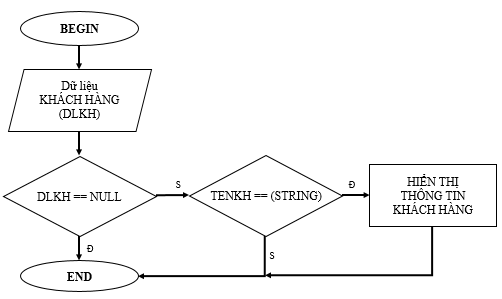 BEGIN
Dữ liệu
KHÁCH HÀNG
(DLKH)
DLKH == NULL
S
TENKH == (STRING)
Đ
HIỂN THỊ
THÔNG TIN
KHÁCH HÀNG
Đ
S
END